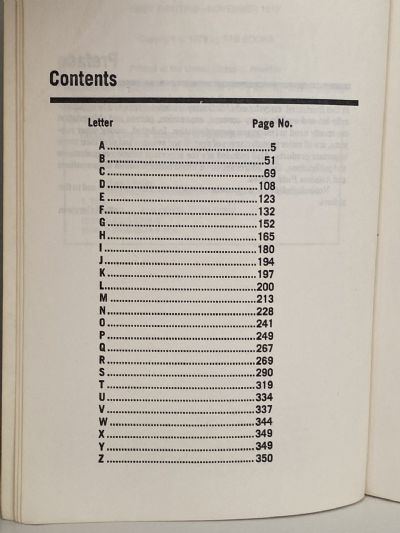 Contents
Letter Page No.
A..........5
B..........51
C..........69
D..........108
E..........123
F..........132
G..........152
H..........165
I..........180
J..........194
K..........197
L..........200
M..........213
N..........228
O..........241
P..........249
Q..........267
R..........269
S..........290
T..........319
U..........334
V..........337
W..........344
X..........349
Y..........349
Z..........350